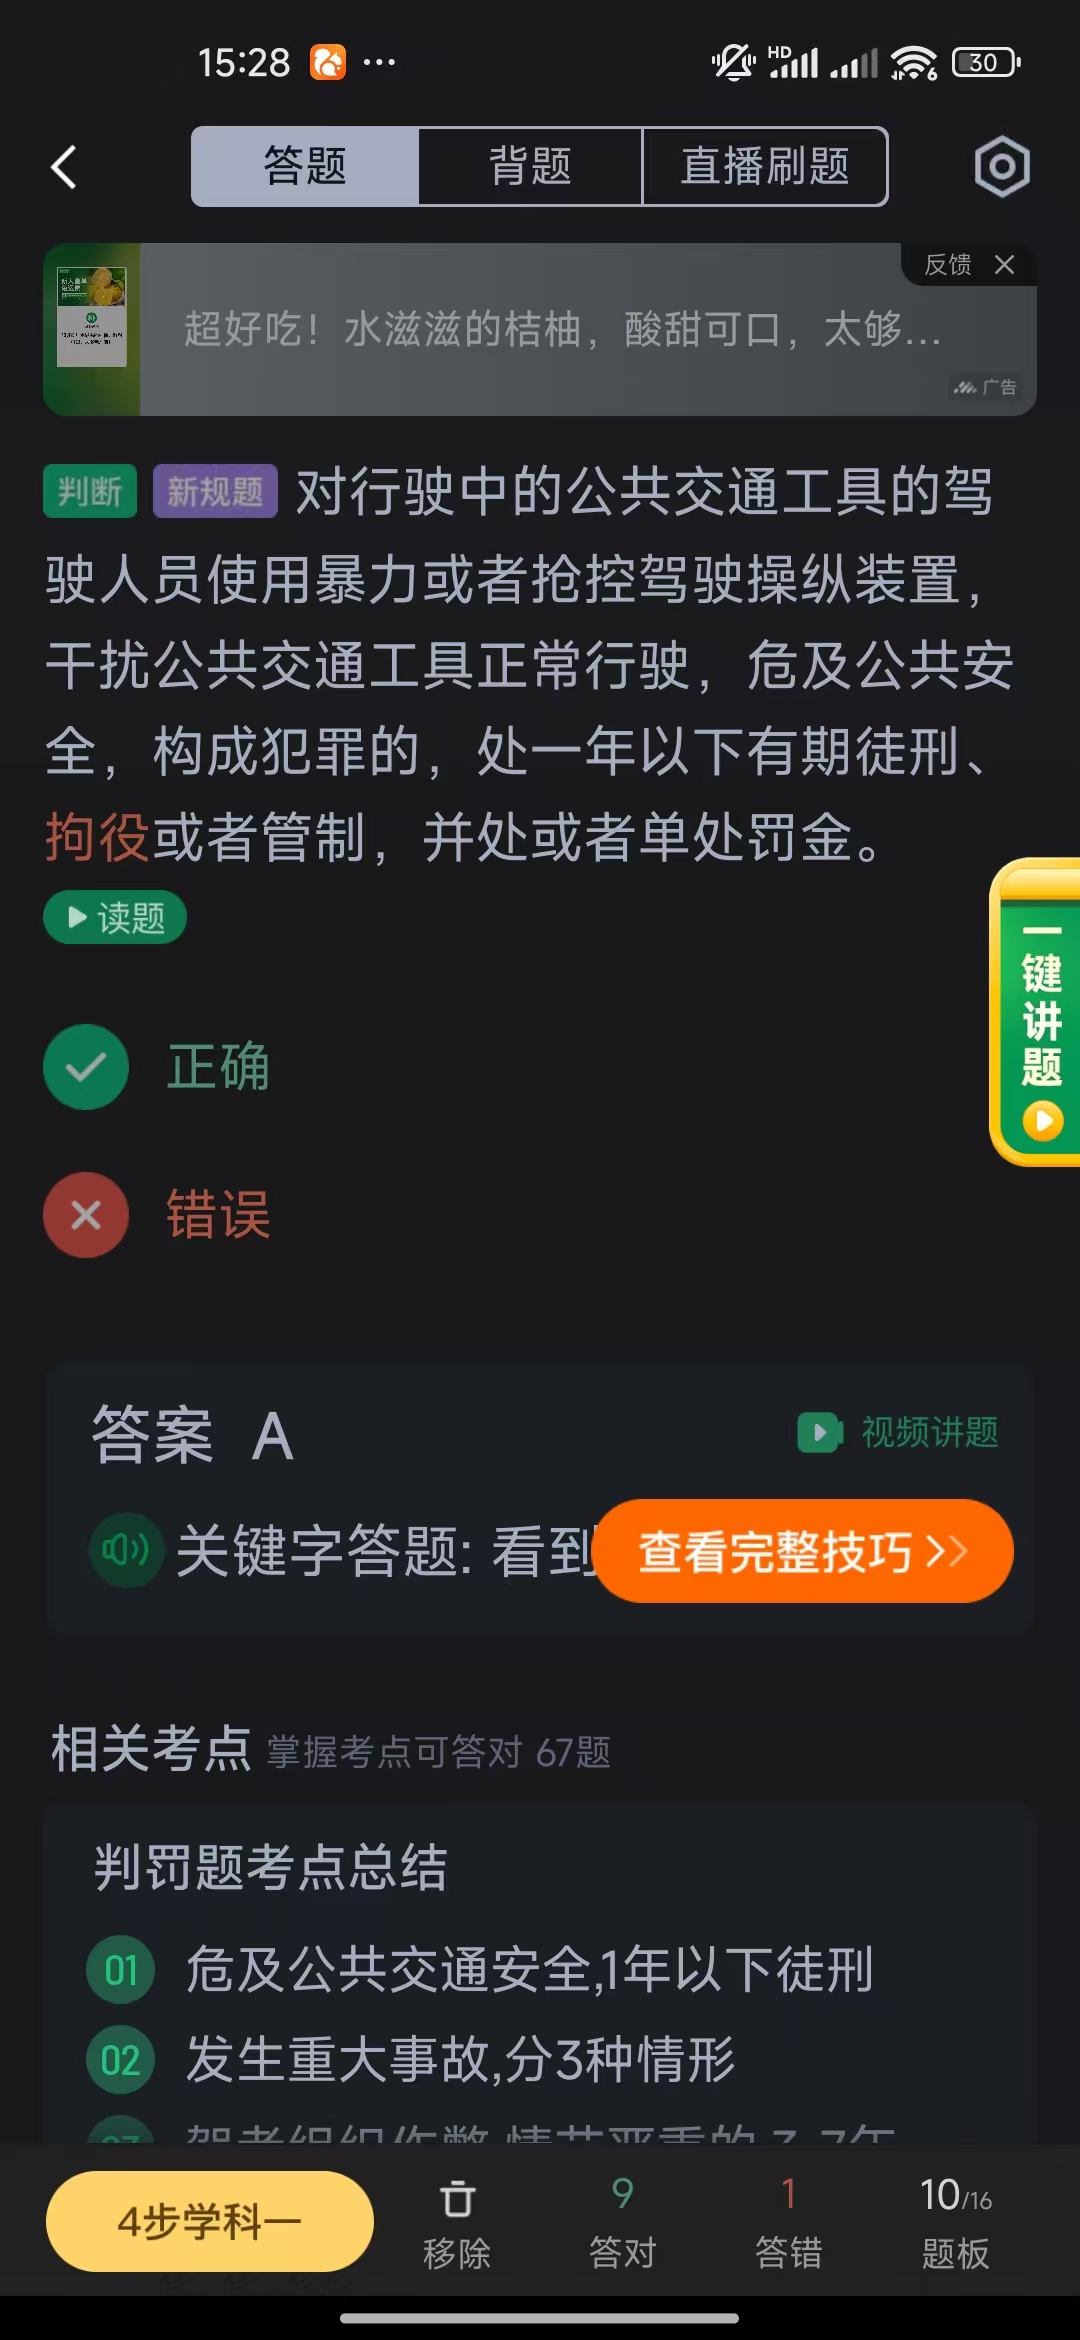 15:28
HD
6
30
答题
背题
直播刷题
反馈
超好吃！水滋滋的桔柚，酸甜可口，太够...
广告
判断 新规题 对行驶中的公共交通工具的驾
驶人员使用暴力或者抢控驾驶操纵装置，
干扰公共交通工具正常行驶，危及公共安
全，构成犯罪的，处一年以下有期徒刑、
拘役或者管制，并处或者单处罚金。
读题
一键讲题
正确
错误
答案 A
视频讲题
关键字答题: 看到
查看完整技巧
相关考点 掌握考点可答对 67题
判罚题考点总结
01 危及公共交通安全,1年以下徒刑
02 发生重大事故,分3种情形
4步学科一
移除
9
答对
1
答错
10/16
题板